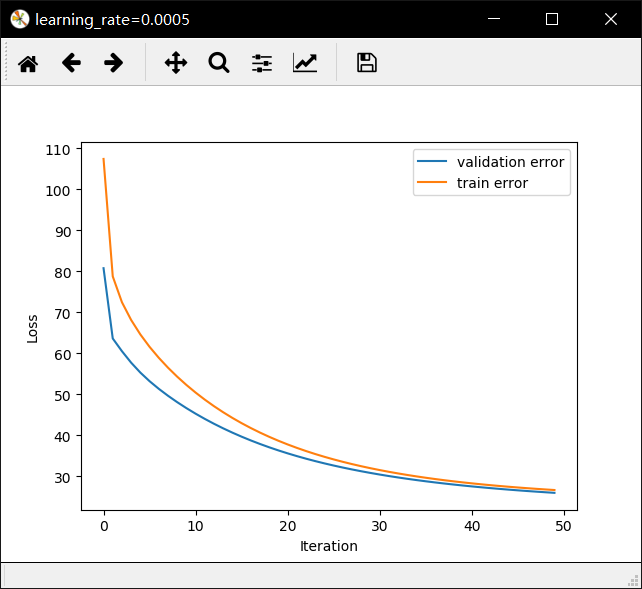 learning_rate=0.0005
110
100
90
80
70
60
50
40
30
Loss
validation error
train error
0 10 20 30 40 50
Iteration